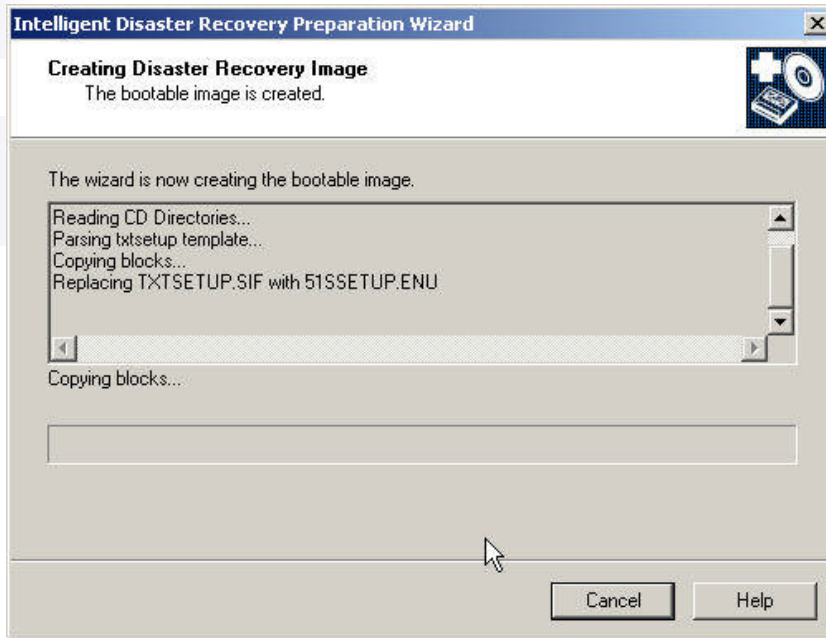 Intelligent Disaster Recovery Preparation Wizard
Creating Disaster Recovery Image
The bootable image is created.
The wizard is now creating the bootable image.
Reading CD Directories...
Parsing txtsetup template...
Copying blocks...
Replacing TXTSETUP.SIF with 51SSETUP.ENU
Copying blocks...
Cancel
Help